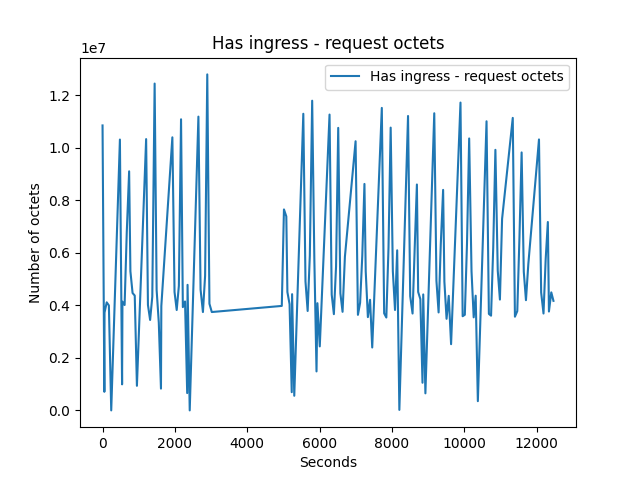 Has ingress - request octets
1e7
Has ingress - request octets
1.2
1.0
0.8
0.6
0.4
0.2
0.0
Number of octets
0 2000 4000 6000 8000 10000 12000
Seconds